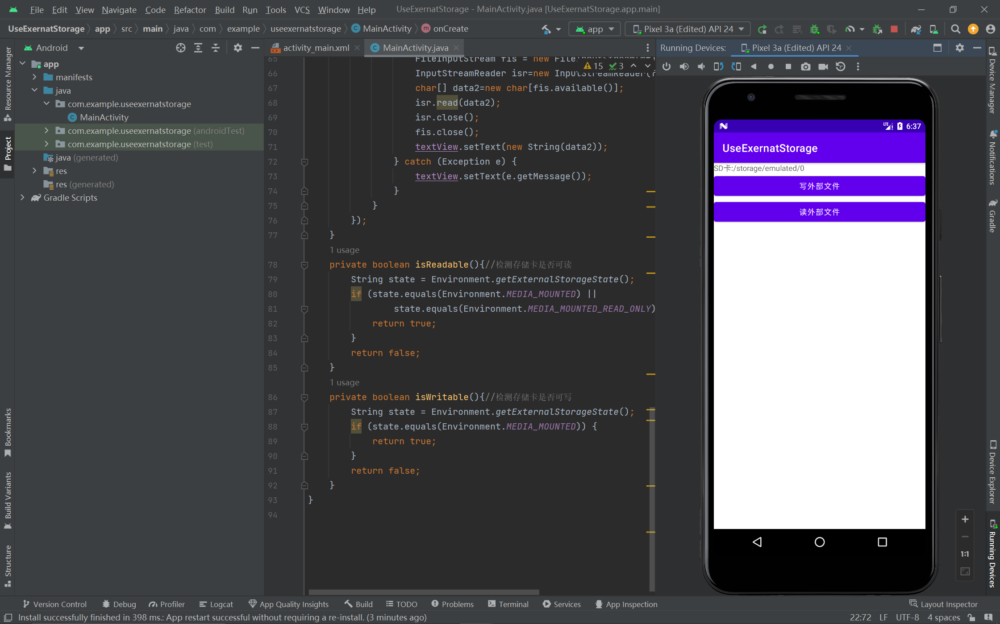 File Edit View Navigate Code Refactor Build Run Tools VCS Window Help UseExernatStorage - MainActivity.java [UseExernatStorage.app.main]
UseExernatStorage app src main java com example useexernatstorage MainActivity onCreate app Pixel 3a (Edited) API 24
Resource Manager
Project
Bookmarks
Build Variants
Structure
Android
app
manifests
java
com.example.useexernatstorage
MainActivity
com.example.useexernatstorage (androidTest)
com.example.useexernatstorage (test)
java (generated)
res
res (generated)
Gradle Scripts
activity_main.xml MainActivity.java
15 3
65 FileInputStream fis = new
66 InputStreamReader isr=new InputStreamReader(
67 char[] data2=new char[fis.available()];
68 isr.read(data2);
69 isr.close();
70 fis.close();
71 textView.setText(new String(data2));
72 } catch (Exception e) {
73 textView.setText(e.getMessage());
74 }
75 }
76 });
77 }
1 usage
78 private boolean isReadable(){//检测存储卡是否可读
79 String state = Environment.getExternalStorageState();
80 if (state.equals(Environment.MEDIA_MOUNTED) ||
81 state.equals(Environment.MEDIA_MOUNTED_READ_ONLY)
82 return true;
83 }
84 return false;
85 }
1 usage
86 private boolean isWritable(){//检测存储卡是否可写
87 String state = Environment.getExternalStorageState();
88 if (state.equals(Environment.MEDIA_MOUNTED)) {
89 return true;
90 }
91 return false;
92 }
93 }
94
Running Devices: Pixel 3a (Edited) API 24
LTE 6:37
UseExernatStorage
SD卡:/storage/emulated/0
写外部文件
读外部文件
1:1
Device Manager
Notifications
Gradle
Device Explorer
Running Devices
Version Control Debug Profiler Logcat App Quality Insights Build TODO Problems Terminal Services App Inspection Layout Inspector
Install successfully finished in 398 ms.: App restart successful without requiring a re-install. (3 minutes ago) 22:72 LF UTF-8 4 spaces